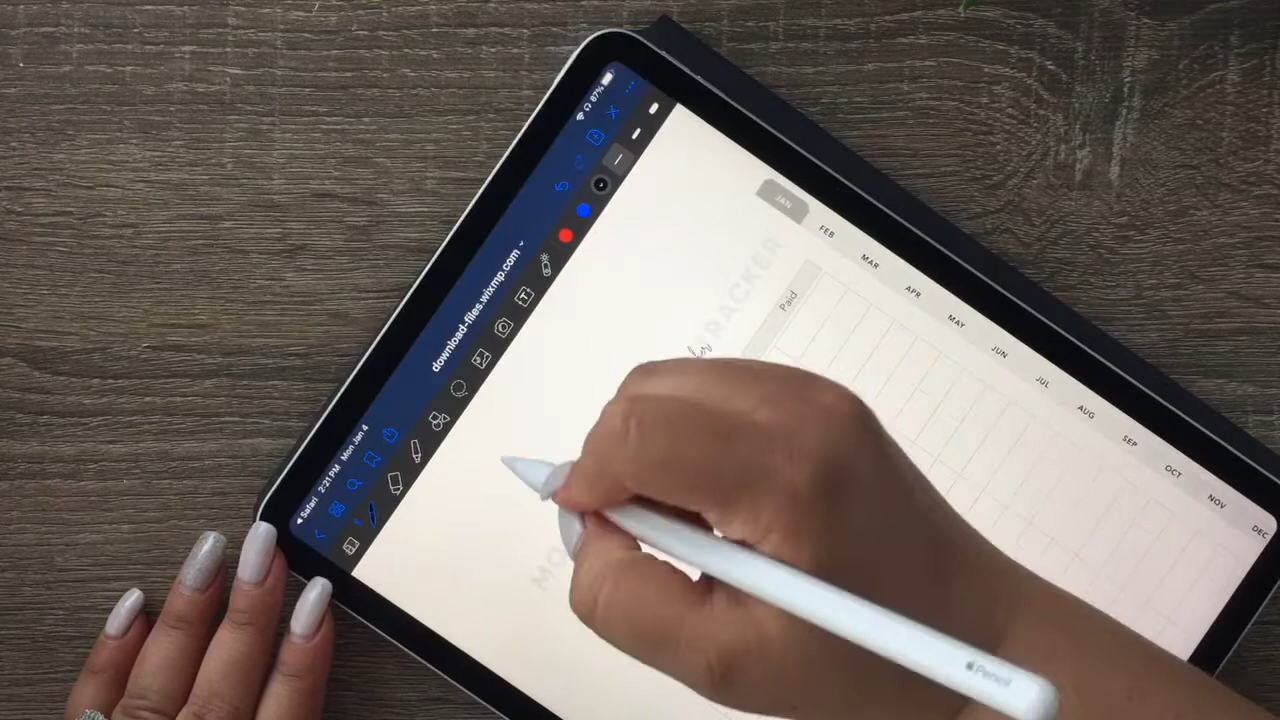 Safari 2:21 PM Mon Jan 4
87%
download-files.wixmp.com
JAN
FEB
MAR
APR
MAY
JUN
JUL
AUG
SEP
OCT
NOV
DEC
TRACKER
Paid
Pencil